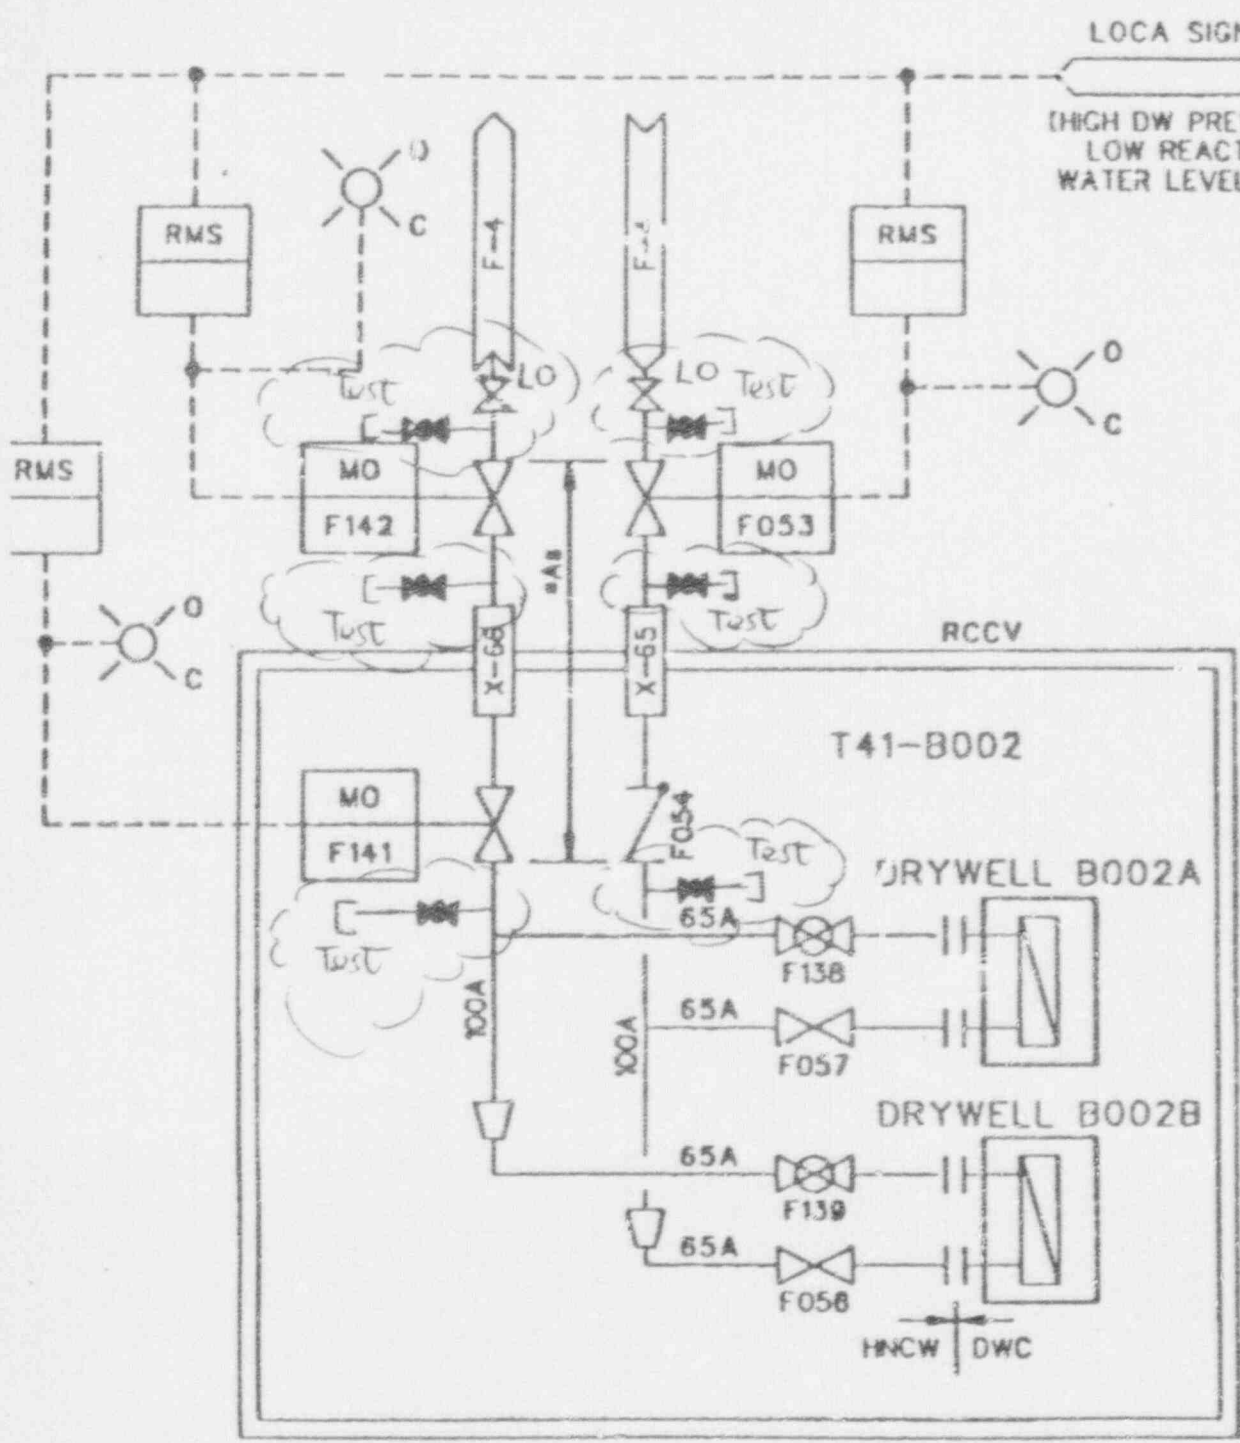 LOCA SIGN
(HIGH DW PRE
LOW REACT
WATER LEVEL
O
C
RMS
F-4
RMS
O
C
LO
LO
Test
Test
RMS
MO
F142
MO
F053
"A"
Test
Test
O
C
X-65
RCCV
T41-B002
MO
F141
F054
Test
DRYWELL B002A
65A
F138
Test
100A
100A
65A
F057
DRYWELL B002B
65A
F139
65A
HNCW
DWC